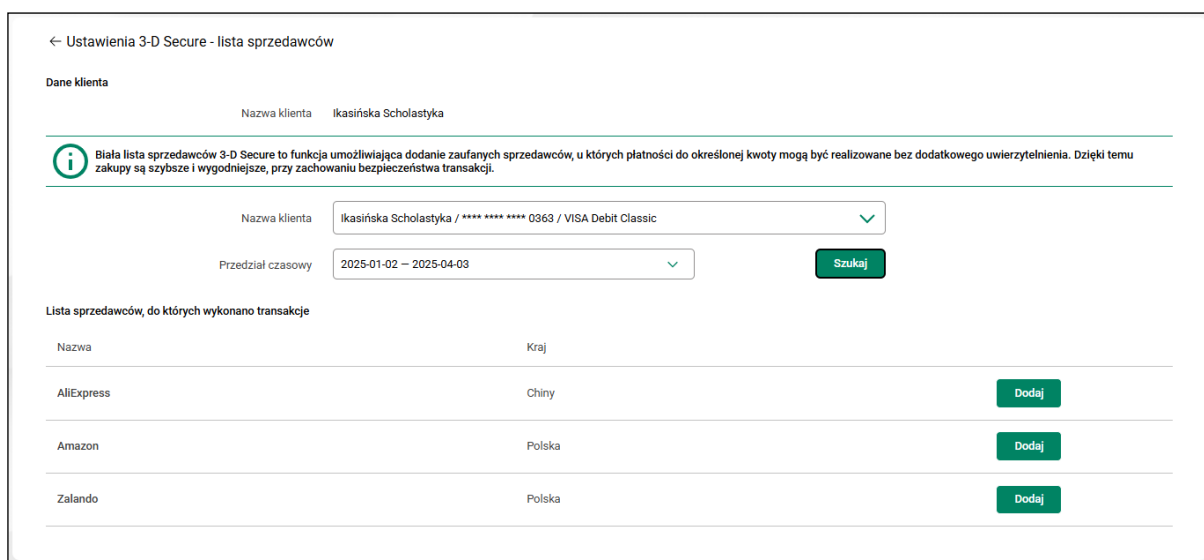 ← Ustawienia 3-D Secure - lista sprzedawców
Dane klienta
Nazwa klienta Ikasińska Scholastyka
Biała lista sprzedawców 3-D Secure to funkcja umożliwiająca dodanie zaufanych sprzedawców, u których płatności do określonej kwoty mogą być realizowane bez dodatkowego uwierzytelnienia. Dzięki temu
zakupy są szybsze i wygodniejsze, przy zachowaniu bezpieczeństwa transakcji.
Nazwa klienta Ikasińska Scholastyka / **** **** **** 0363 / VISA Debit Classic
Przedział czasowy 2025-01-02 — 2025-04-03 Szukaj
Lista sprzedawców, do których wykonano transakcje
Nazwa Kraj
AliExpress Chiny Dodaj
Amazon Polska Dodaj
Zalando Polska Dodaj